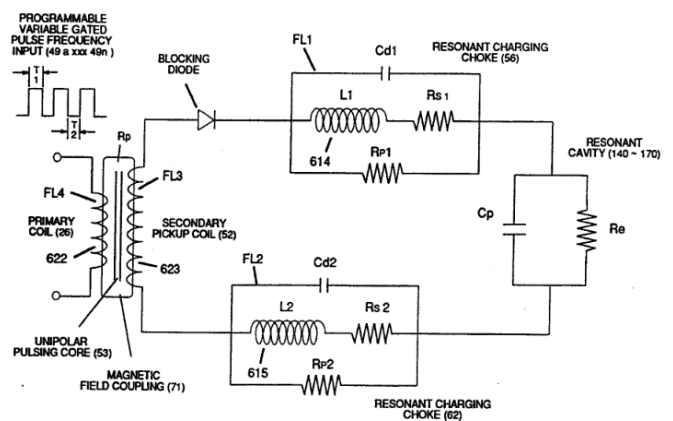 PROGRAMMABLE
VARIABLE GATED
PULSE FREQUENCY
INPUT (49 a xxx 49n )
T
1
T
2
BLOCKING
DIODE
FL1
Cd1
RESONANT CHARGING
CHOKE (56)
L1
Rs1
614
Rp1
RESONANT
CAVITY (140 ~ 170)
Cp
Re
Rp
FL4
FL3
PRIMARY
COIL (26)
SECONDARY
PICKUP COIL (52)
622
623
FL2
Cd2
L2
Rs2
615
Rp2
UNIPOLAR
PULSING CORE (53)
MAGNETIC
FIELD COUPLING (71)
RESONANT CHARGING
CHOKE (62)